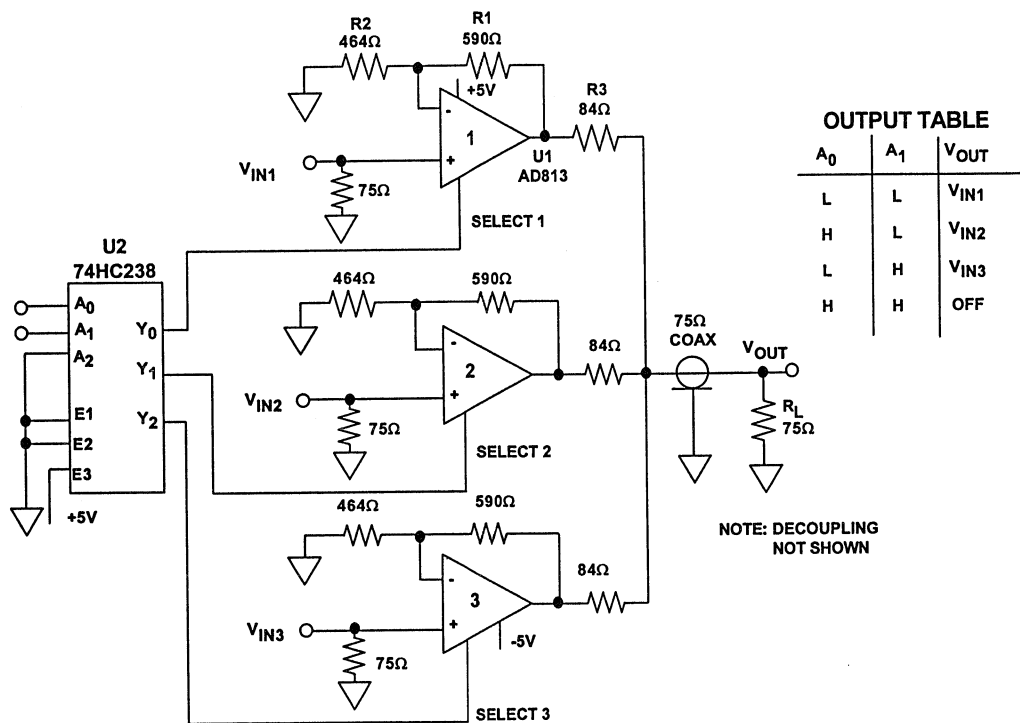 R2
464Ω
R1
590Ω
+5V
-
1
+
U1
AD813
R3
84Ω
VIN1
75Ω
SELECT 1
OUTPUT TABLE
A0 A1 VOUT
L L VIN1
H L VIN2
L H VIN3
H H OFF
U2
74HC238
A0
A1
A2
E1
E2
E3
+5V
Y0
Y1
Y2
464Ω
590Ω
-
2
+
84Ω
VIN2
75Ω
SELECT 2
75Ω
COAX
VOUT
RL
75Ω
464Ω
590Ω
-
3
+
-5V
84Ω
VIN3
75Ω
SELECT 3
NOTE: DECOUPLING
NOT SHOWN